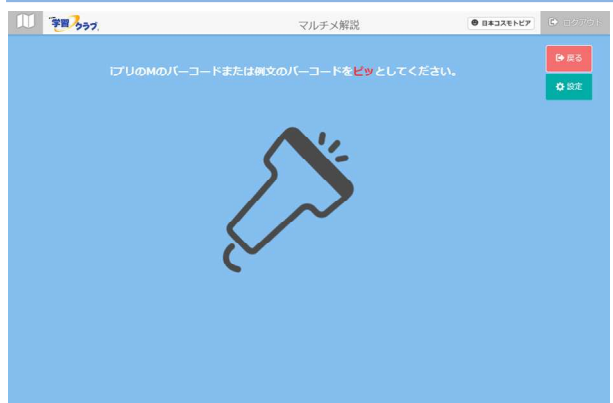 学習クラブ
マルチメ解説
日本コスモトピア
ログアウト
iプリのMのバーコードまたは例文のバーコードをピッとしてください。
戻る
設定